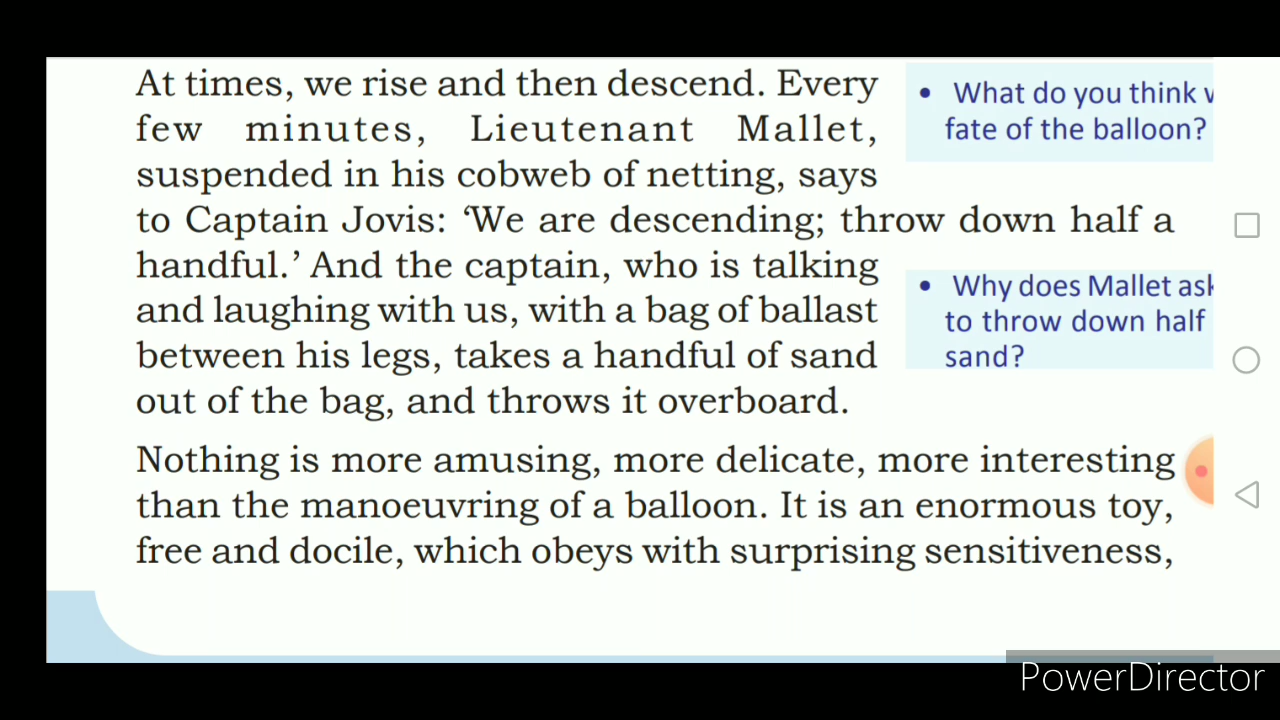 At times, we rise and then descend. Every
few minutes, Lieutenant Mallet,
suspended in his cobweb of netting, says
to Captain Jovis: ‘We are descending; throw down half a
handful.’ And the captain, who is talking
and laughing with us, with a bag of ballast
between his legs, takes a handful of sand
out of the bag, and throws it overboard.
• What do you think
fate of the balloon?
• Why does Mallet ask
to throw down half
sand?
Nothing is more amusing, more delicate, more interesting
than the manoeuvring of a balloon. It is an enormous toy,
free and docile, which obeys with surprising sensitiveness,
PowerDirector